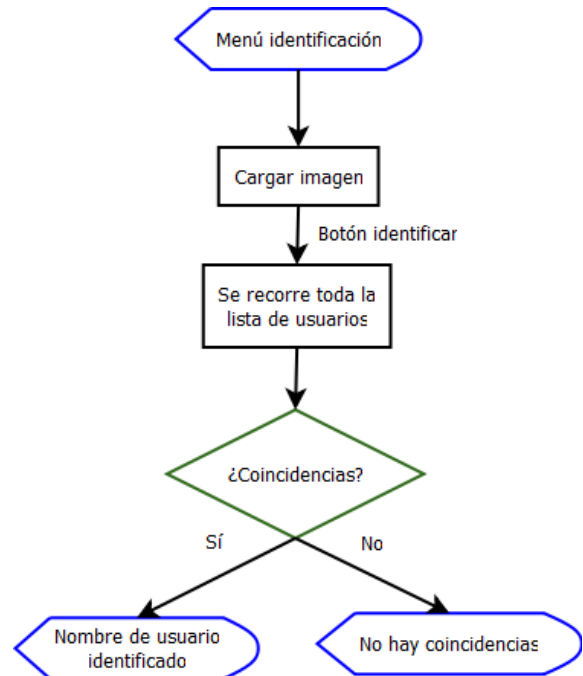 Menú identificación
Cargar imagen
Botón identificar
Se recorre toda la
lista de usuarios
¿Coincidencias?
Sí
No
Nombre de usuario
identificado
No hay coincidencias